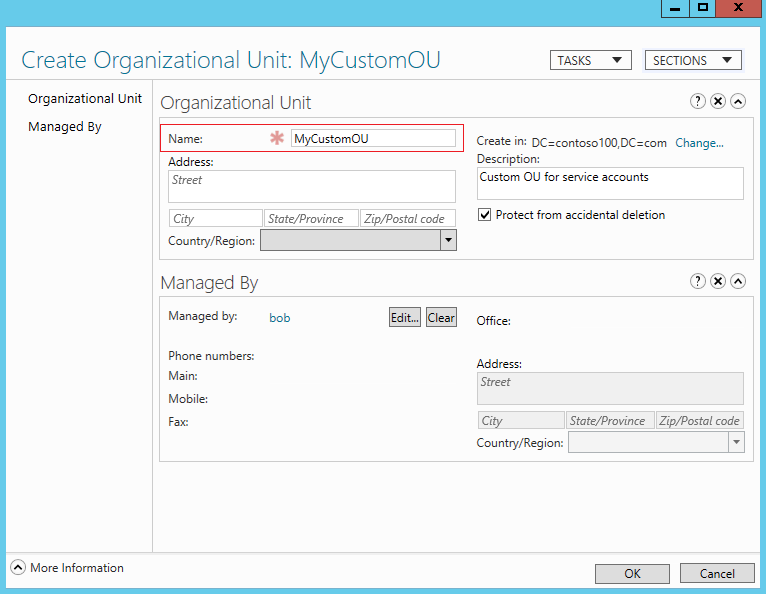 Create Organizational Unit: MyCustomOU
TASKS
SECTIONS
Organizational Unit
Managed By
Organizational Unit
Name:
MyCustomOU
Address:
Street
City
State/Province
Zip/Postal code
Country/Region:
Create in:
DC=contoso100,DC=com
Change...
Description:
Custom OU for service accounts
Protect from accidental deletion
Managed By
Managed by:
bob
Edit...
Clear
Phone numbers:
Main:
Mobile:
Fax:
Office:
Address:
Street
City
State/Province
Zip/Postal code
Country/Region:
More Information
OK
Cancel